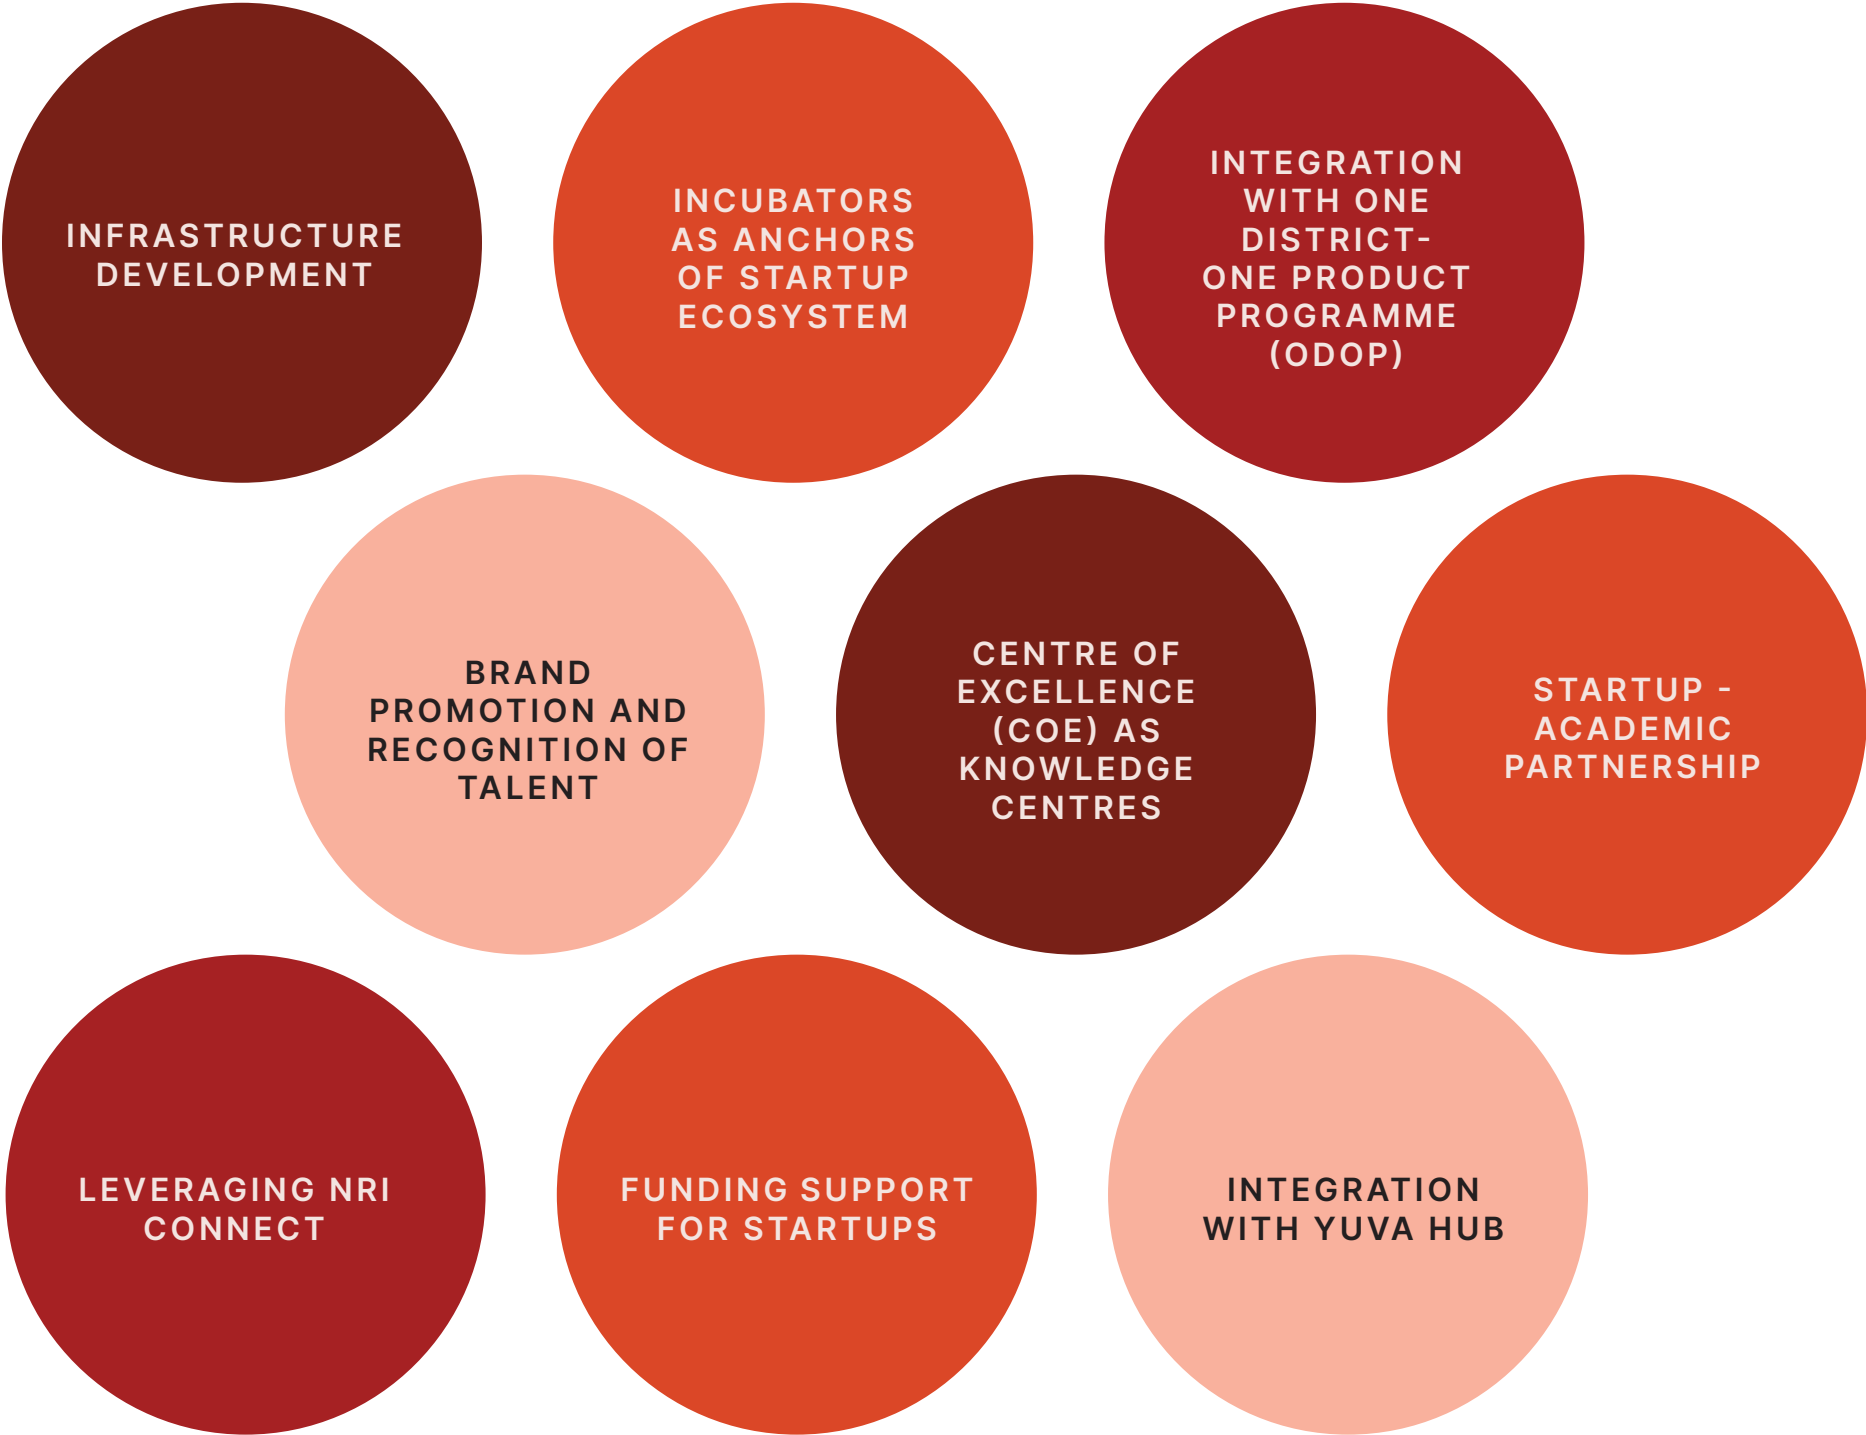 INFRASTRUCTURE
DEVELOPMENT
INCUBATORS
AS ANCHORS
OF STARTUP
ECOSYSTEM
INTEGRATION
WITH ONE
DISTRICT-
ONE PRODUCT
PROGRAMME
(ODOP)
BRAND
PROMOTION AND
RECOGNITION OF
TALENT
CENTRE OF
EXCELLENCE
(COE) AS
KNOWLEDGE
CENTRES
STARTUP -
ACADEMIC
PARTNERSHIP
LEVERAGING NRI
CONNECT
FUNDING SUPPORT
FOR STARTUPS
INTEGRATION
WITH YUVA HUB